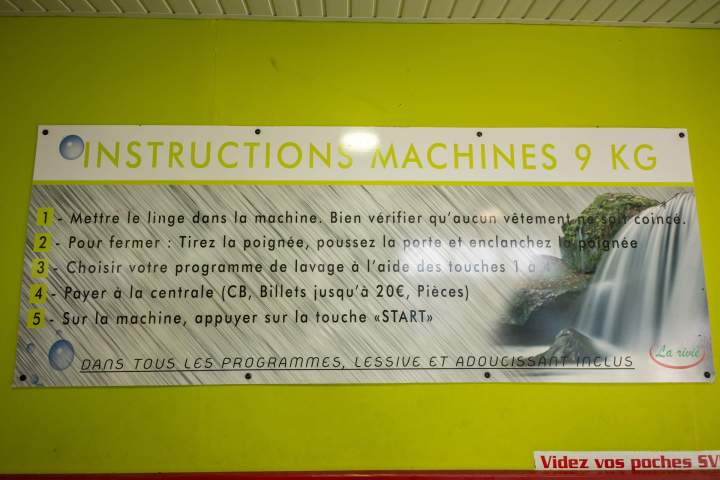 INSTRUCTIONS MACHINES 9 KG
1 - Mettre le linge dans la machine. Bien vérifier qu'aucun vêtement ne soit coincé.
2 - Pour fermer : Tirez la poignée, poussez la porte et enclanchez la poignée
3 - Choisir votre programme de lavage à l'aide des touches 1 à
4 - Payer à la centrale (CB, Billets jusqu'à 20€, Pièces)
5 - Sur la machine, appuyer sur la touche «START»
DANS TOUS LES PROGRAMMES, LESSIVE ET ADOUCISSANT INCLUS
La rivie
Videz vos poches SV